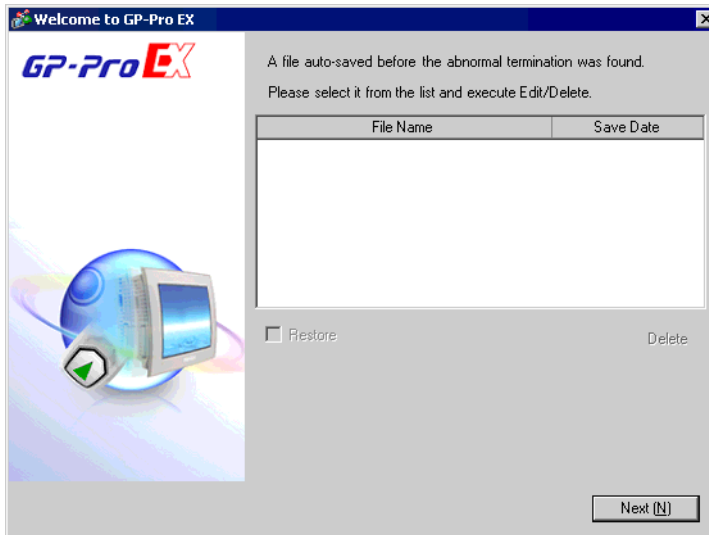 Welcome to GP-Pro EX
GP-Pro EX
A file auto-saved before the abnormal termination was found.
Please select it from the list and execute Edit/Delete.
File Name Save Date
Restore Delete
Next (N)